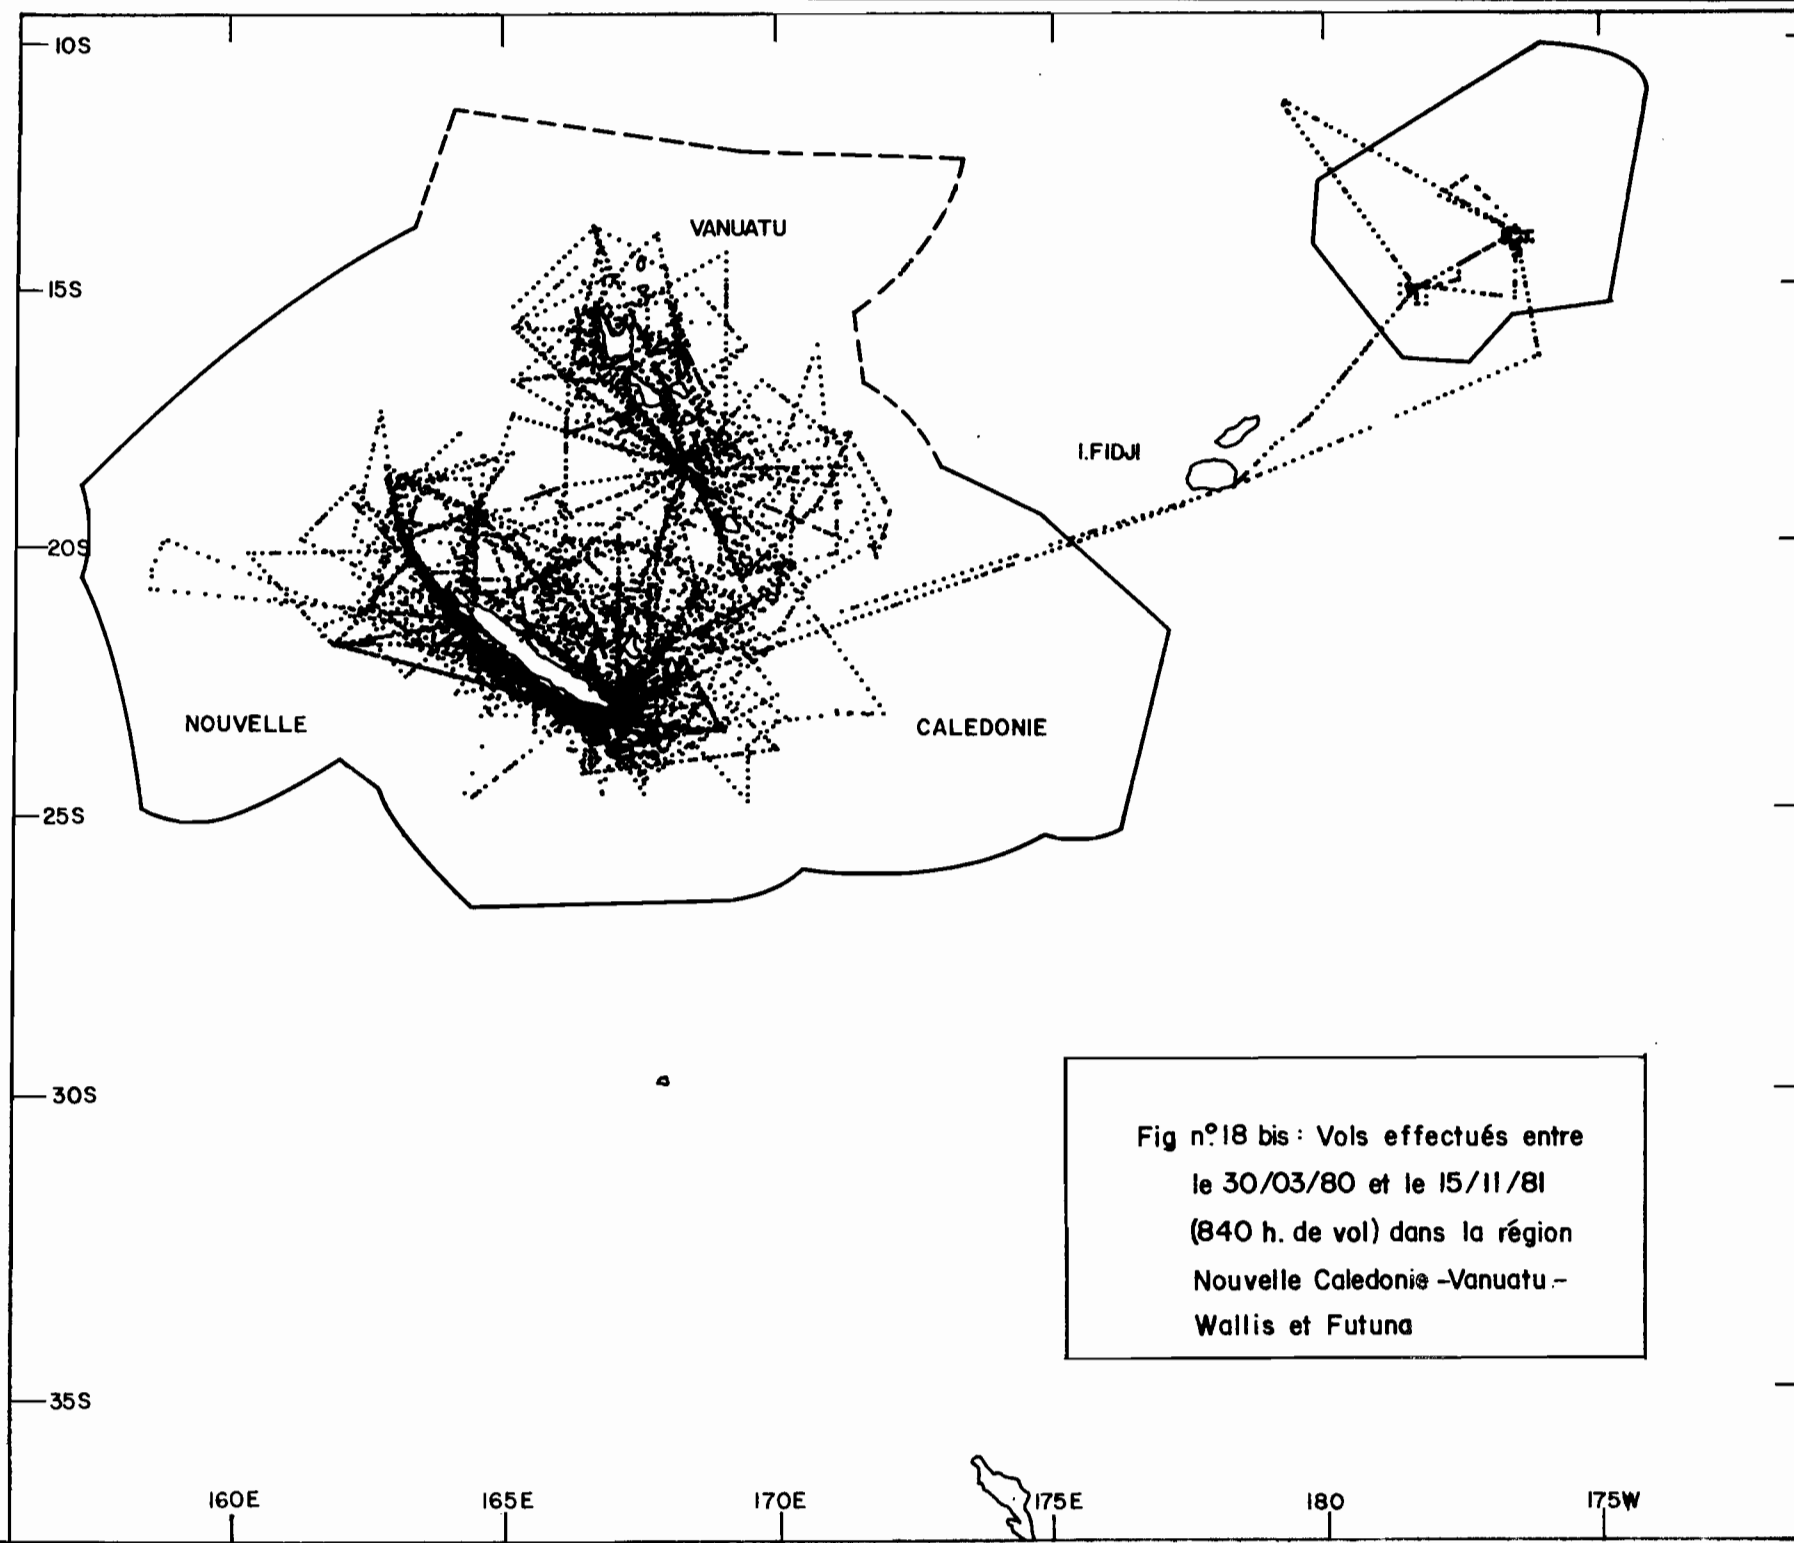 10S
VANUATU
15S
I.FIDJI
20S
NOUVELLE
CALEDONIE
25S
30S
Fig nº 18 bis : Vols effectués entre
le 30/03/80 et le 15/11/81
(840 h. de vol) dans la région
Nouvelle Caledonie -Vanuatu -
Wallis et Futuna
35S
160E
165E
170E
175E
180
175W